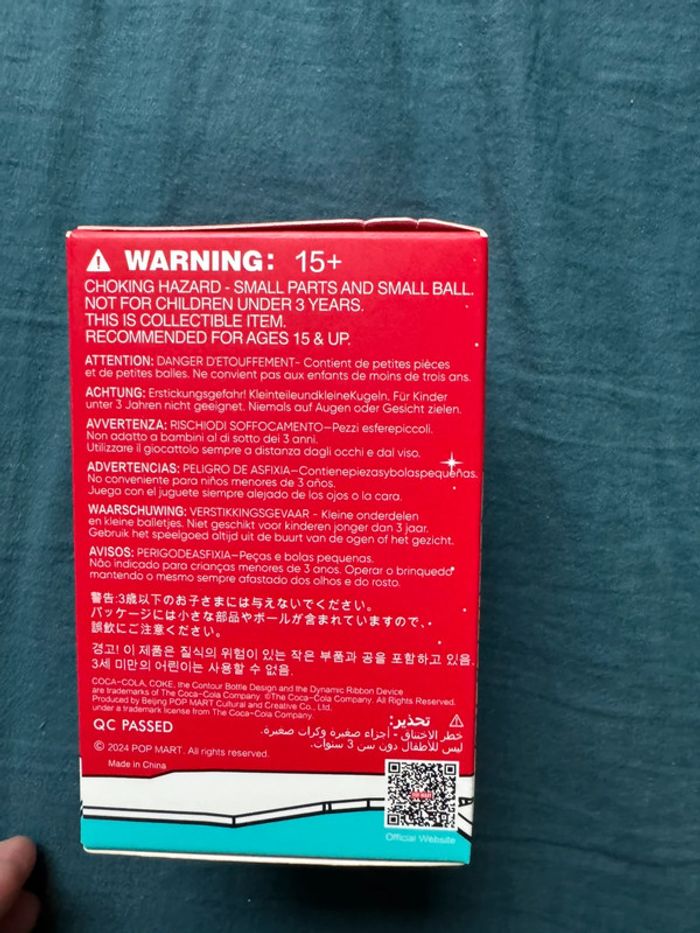 ⚠ WARNING: 15+
CHOKING HAZARD - SMALL PARTS AND SMALL BALL.
NOT FOR CHILDREN UNDER 3 YEARS.
THIS IS COLLECTIBLE ITEM.
RECOMMENDED FOR AGES 15 & UP.
ATTENTION: DANGER D'ETOUFFEMENT- Contient de petites pièces
et de petites balles. Ne convient pas aux enfants de moins de trois ans.
ACHTUNG: Erstickungsgefahr! KleinteileundkleineKugeln. Für Kinder
unter 3 Jahren nicht geeignet. Niemals auf Augen oder Gesicht zielen.
AVVERTENZA: RISCHIODI SOFFOCAMENTO—Pezzi esferepiccoli.
Non adatto a bambini al di sotto dei 3 anni.
Utilizzare il giocattolo sempre a distanza dagli occhi e dal viso.
ADVERTENCIAS: PELIGRO DE ASFIXIA—Contienepiezasybolaspequeñas.
No conveniente para niños menores de 3 años.
Juega con el juguete siempre alejado de los ojos o la cara.
WAARSCHUWING: VERSTIKKINGSGEVAAR - Kleine onderdelen
en kleine balletjes. Niet geschikt voor kinderen jonger dan 3 jaar.
Gebruik het speelgoed altijd uit de buurt van de ogen of het gezicht.
AVISOS: PERIGODEASFIXIA—Peças e bolas pequenas.
Não indicado para crianças menores de 3 anos. Operar o brinquedo
mantendo o mesmo sempre afastado dos olhos e do rosto.
警告:3歳以下のお子さまには与えないでください。
パッケージには小さな部品やボールが含まれていますので、
誤飲にご注意ください。
경고! 이 제품은 질식의 위험이 있는 작은 부품과 공을 포함하고 있음.
3세 미만의 어린이는 사용할 수 없음.
COCA-COLA, COKE, the Contour Bottle Design and the Dynamic Ribbon Device
are trademarks of The Coca-Cola Company. ©The Coca-Cola Company. All Rights Reserved.
Produced by Beijing POP MART Cultural and Creative Co., Ltd.
under a trademark license from The Coca-Cola Company.
QC PASSED
⚠ تحذير:
خطر الاختناق - أجزاء صغيرة وكرات صغيرة.
ليس للأطفال دون سن 3 سنوات.
© 2024 POP MART. All rights reserved.
Made in China
POP MART
Official Website